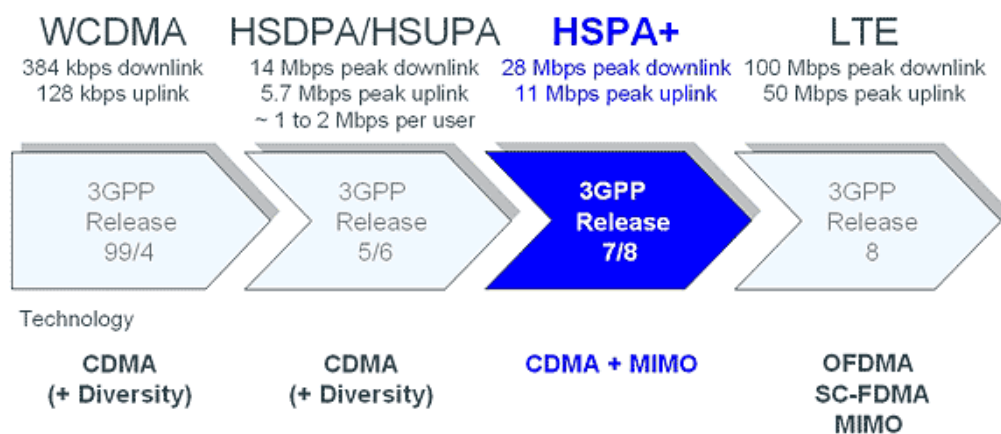 WCDMA
384 kbps downlink
128 kbps uplink
HSDPA/HSUPA
14 Mbps peak downlink
5.7 Mbps peak uplink
~ 1 to 2 Mbps per user
HSPA+
28 Mbps peak downlink
11 Mbps peak uplink
LTE
100 Mbps peak downlink
50 Mbps peak uplink
3GPP
Release
99/4
3GPP
Release
5/6
3GPP
Release
7/8
3GPP
Release
8
Technology
CDMA
(+ Diversity)
CDMA
(+ Diversity)
CDMA + MIMO
OFDMA
SC-FDMA
MIMO